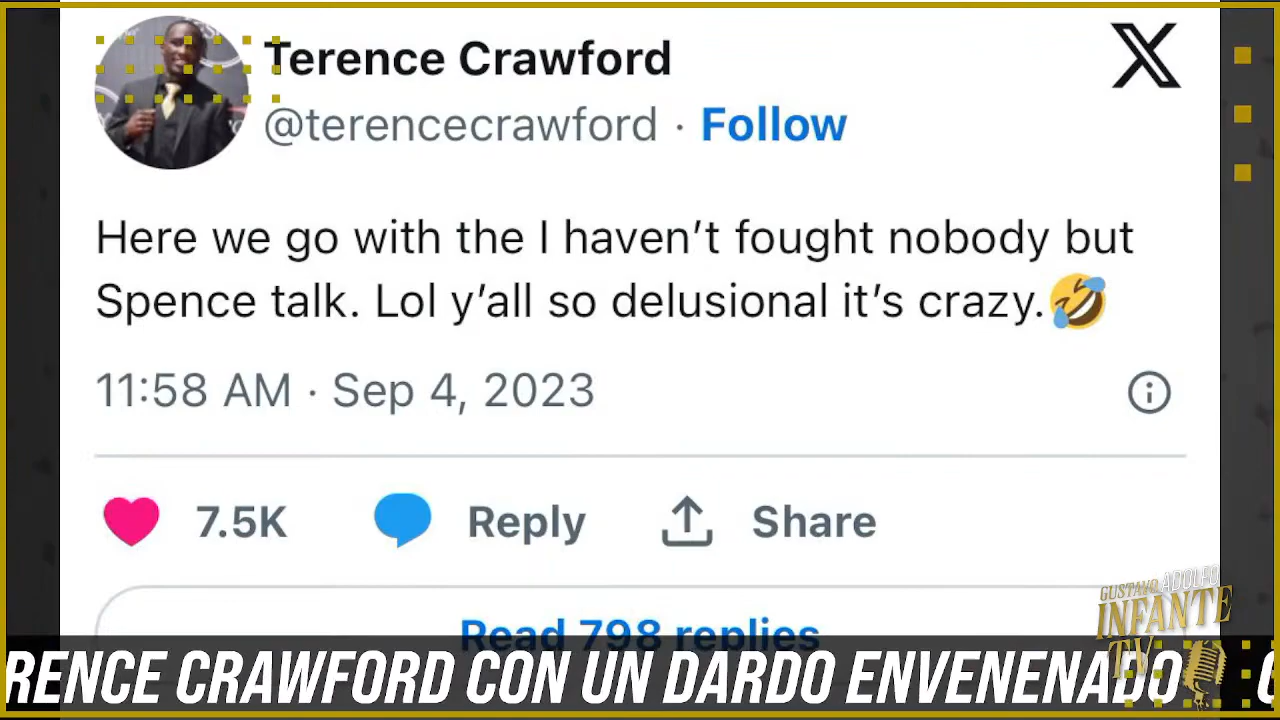 Terence Crawford
@terencecrawford · Follow
Here we go with the I haven’t fought nobody but
Spence talk. Lol y’all so delusional it’s crazy.🤣
11:58 AM · Sep 4, 2023
7.5K Reply Share
Read 798 replies
GUSTAVO ADOLFO
INFANTE
TV
RENCE CRAWFORD CON UN DARDO ENVENENADO